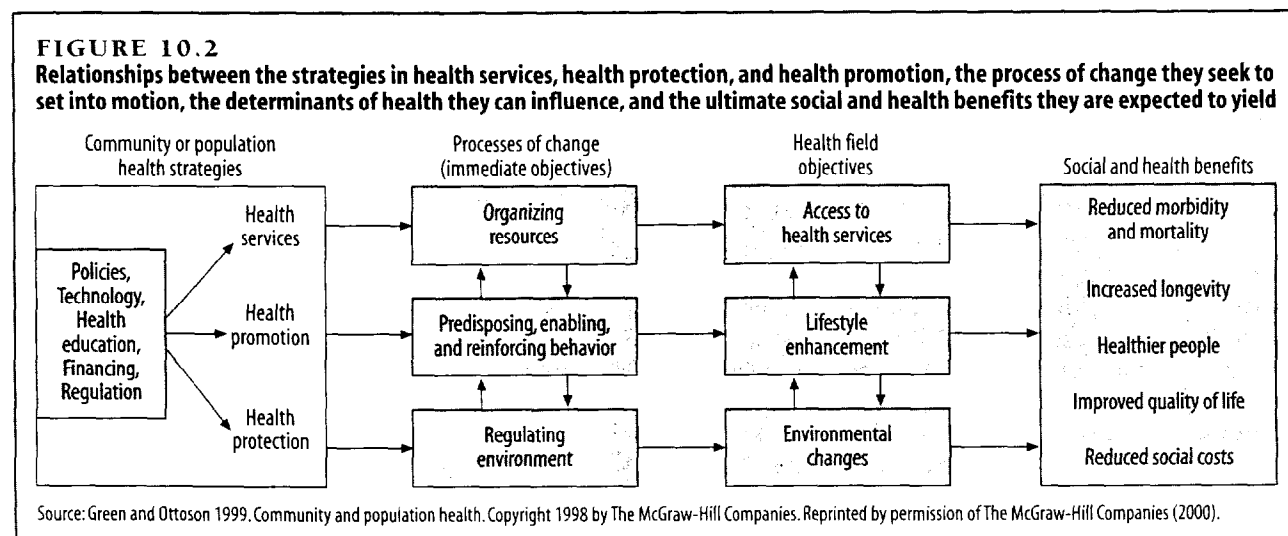 FIGURE 10.2
Relationships between the strategies in health services, health protection, and health promotion, the process of change they seek to
set into motion, the determinants of health they can influence, and the ultimate social and health benefits they are expected to yield
Community or population
health strategies
Policies,
Technology,
Health
education,
Financing,
Regulation
Health
services
Health
promotion
Health
protection
Processes of change
(immediate objectives)
Organizing
resources
Predisposing, enabling,
and reinforcing behavior
Regulating
environment
Health field
objectives
Access to
health services
Lifestyle
enhancement
Environmental
changes
Social and health benefits
Reduced morbidity
and mortality
Increased longevity
Healthier people
Improved quality of life
Reduced social costs
Source: Green and Ottoson 1999. Community and population health. Copyright 1998 by The McGraw-Hill Companies. Reprinted by permission of The McGraw-Hill Companies (2000).